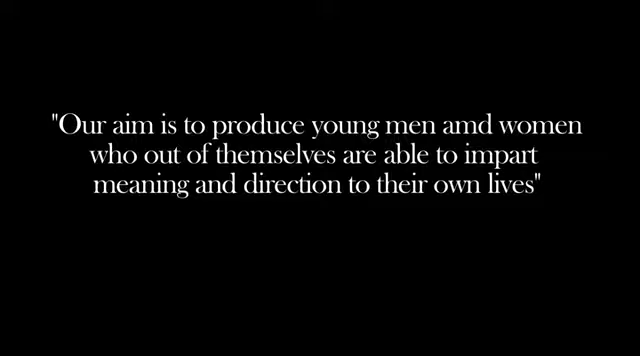 "Our aim is to produce young men amd women
who out of themselves are able to impart
meaning and direction to their own lives"